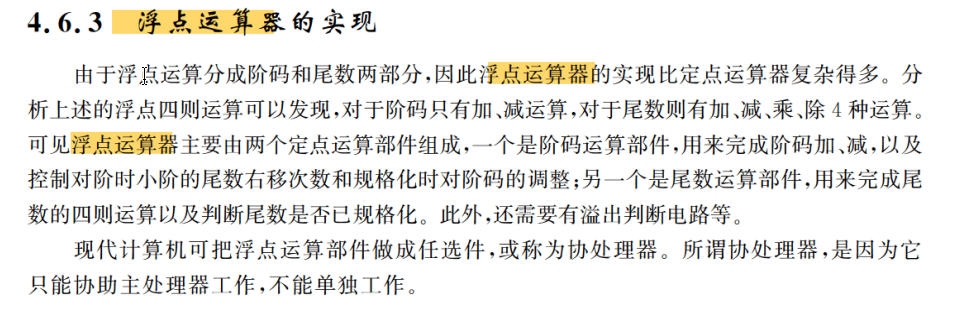 4.6.3 浮点运算器的实现
由于浮点运算分成阶码和尾数两部分,因此浮点运算器的实现比定点运算器复杂得多。分
析上述的浮点四则运算可以发现,对于阶码只有加、减运算,对于尾数则有加、减、乘、除 4 种运算。
可见浮点运算器主要由两个定点运算部件组成,一个是阶码运算部件,用来完成阶码加、减,以及
控制对阶时小阶的尾数右移次数和规格化时对阶码的调整;另一个是尾数运算部件,用来完成尾
数的四则运算以及判断尾数是否已规格化。此外,还需要有溢出判断电路等。
现代计算机可把浮点运算部件做成任选件,或称为协处理器。所谓协处理器,是因为它
只能协助主处理器工作,不能单独工作。